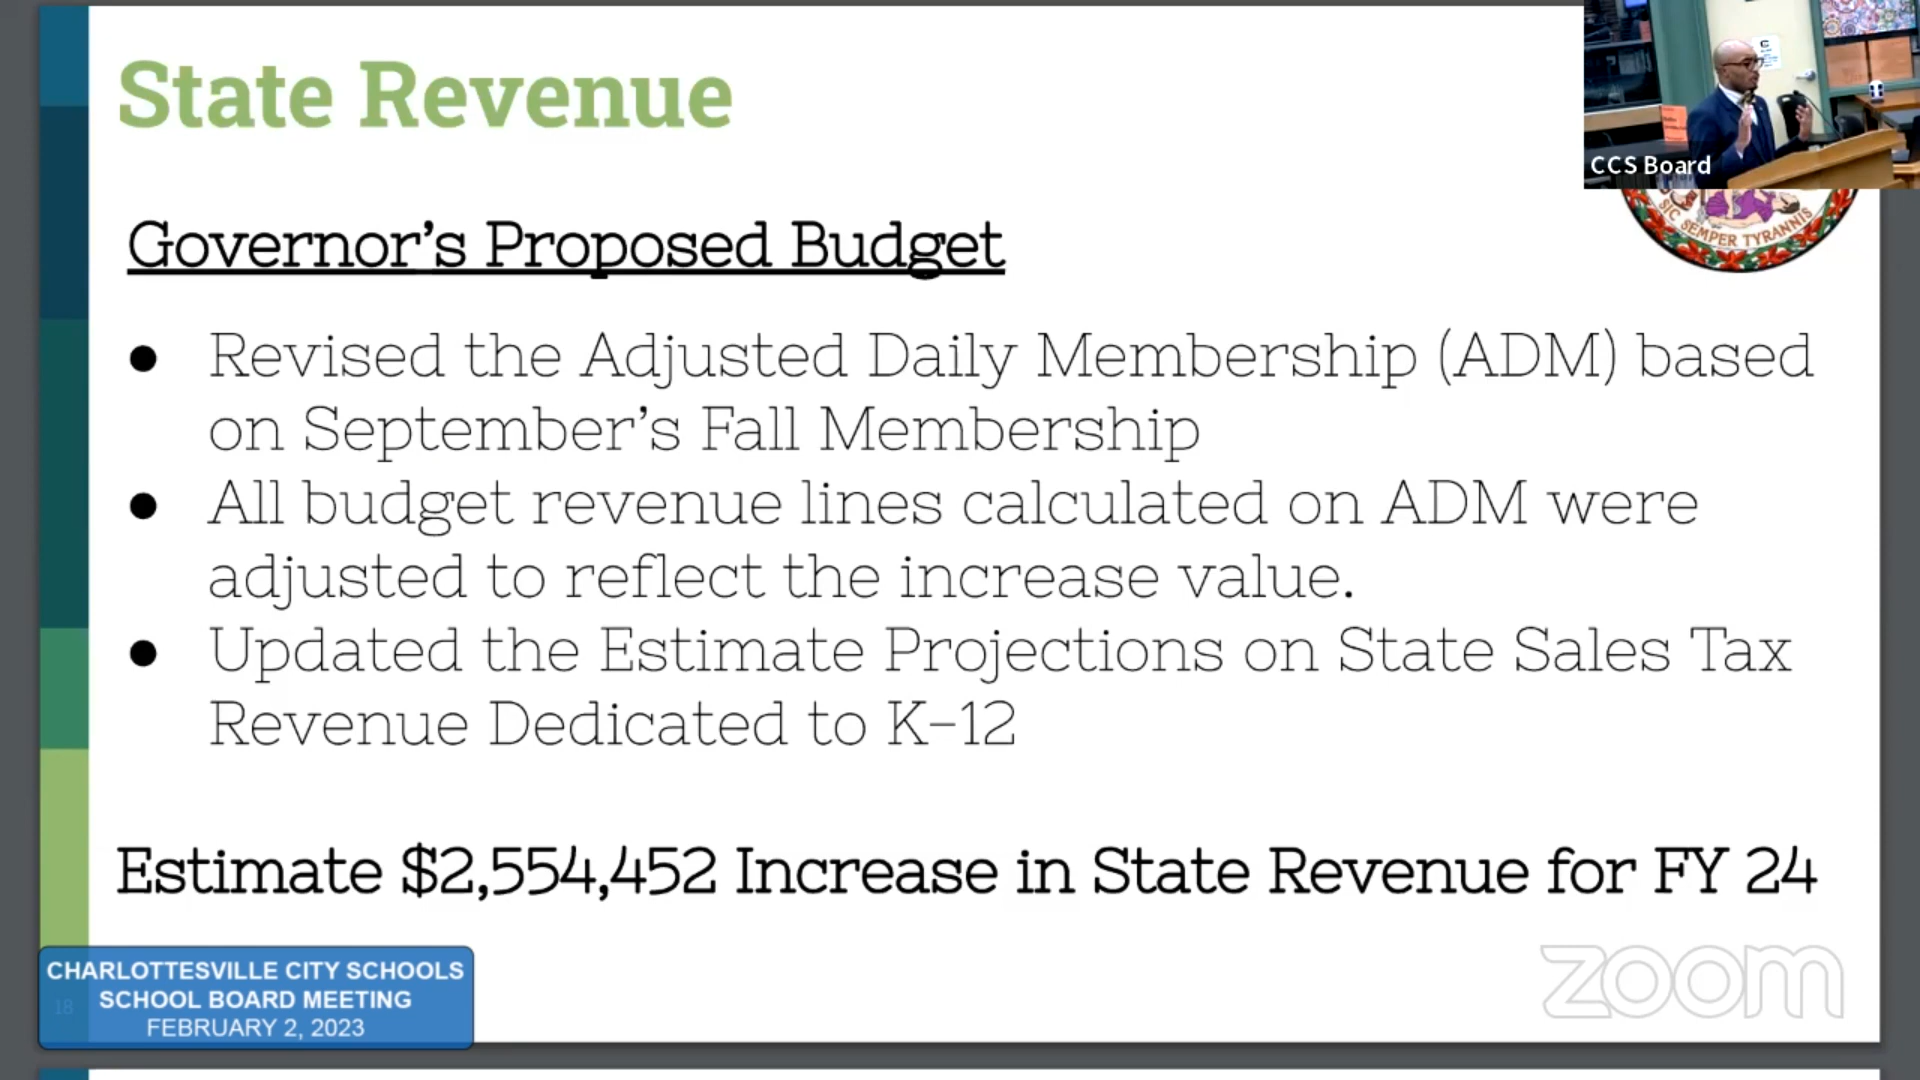 State Revenue
CCS Board
SIC SEMPER TYRANNIS
Governor's Proposed Budget
● Revised the Adjusted Daily Membership (ADM) based
on September's Fall Membership
● All budget revenue lines calculated on ADM were
adjusted to reflect the increase value.
● Updated the Estimate Projections on State Sales Tax
Revenue Dedicated to K-12
Estimate $2,554,452 Increase in State Revenue for FY 24
CHARLOTTESVILLE CITY SCHOOLS
SCHOOL BOARD MEETING
FEBRUARY 2, 2023
18
zoom